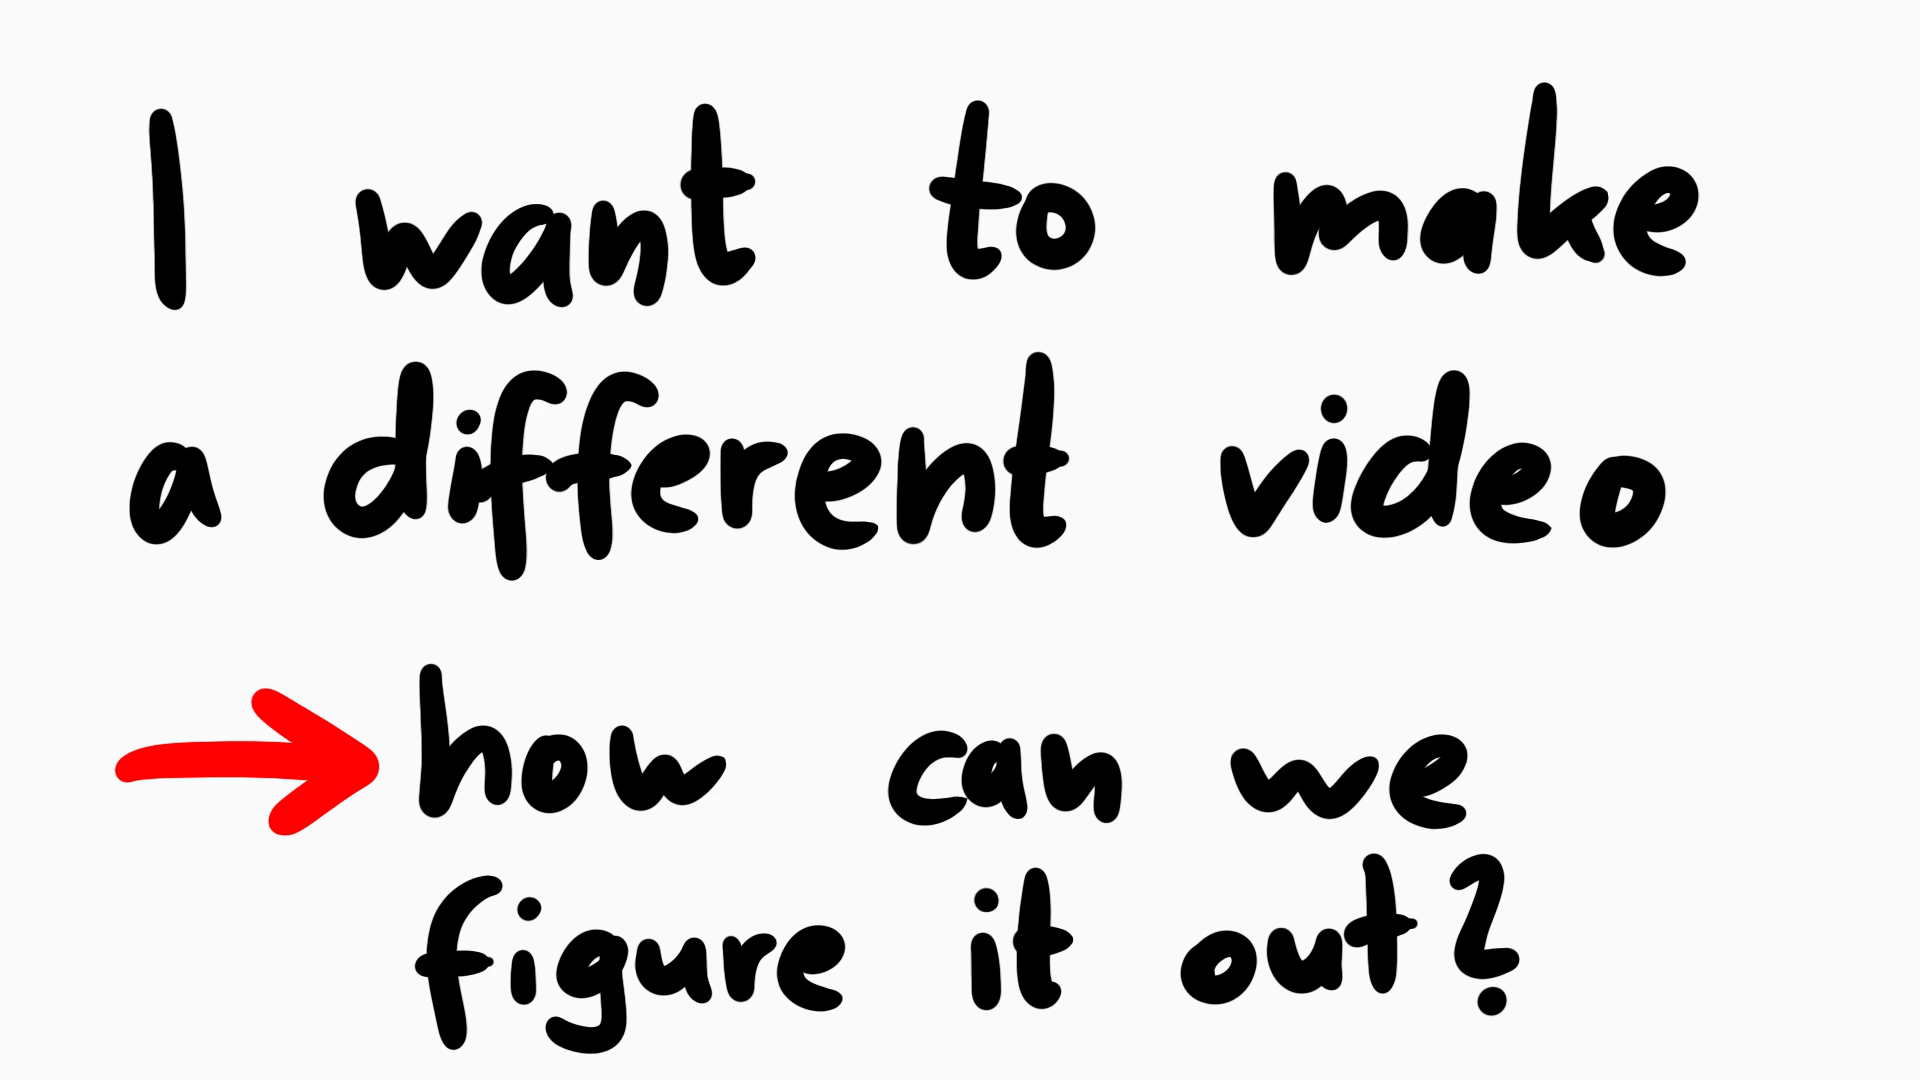 I want to make
a different video
how can we
figure it out?